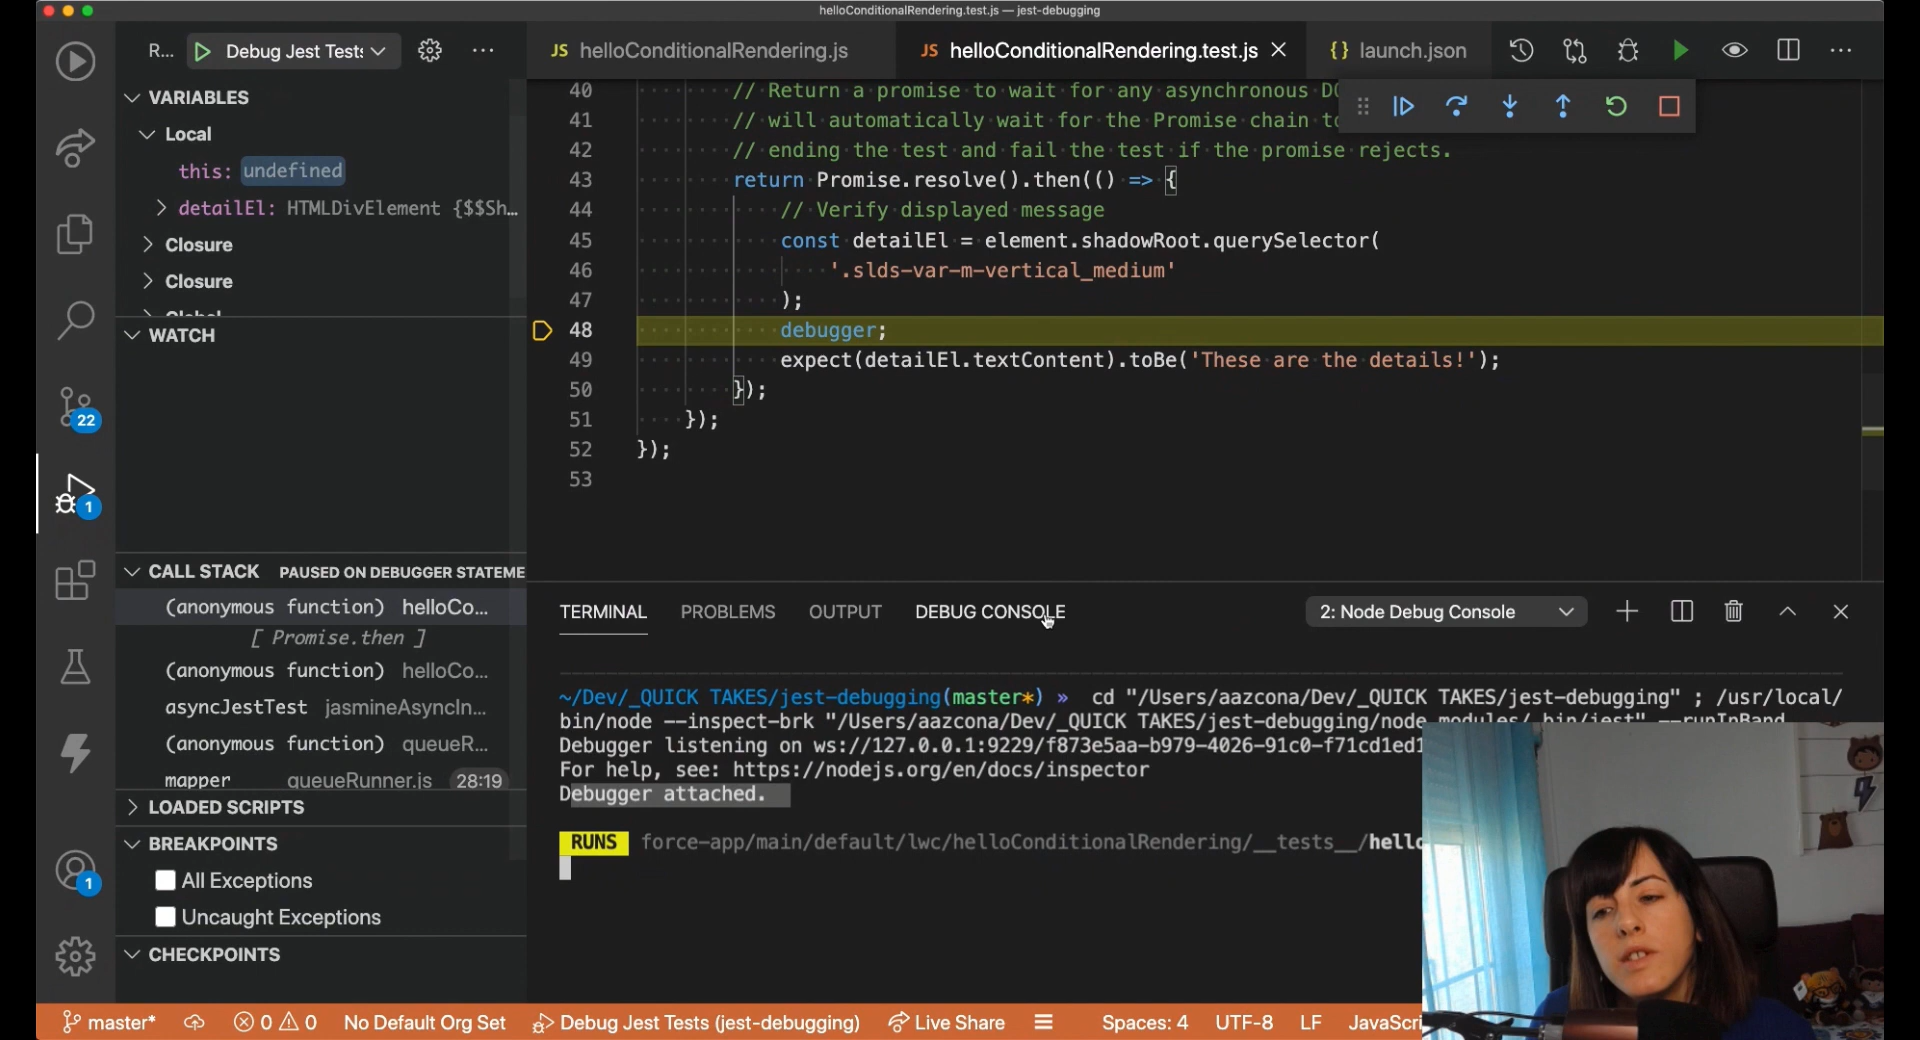 helloConditionalRendering.test.js — jest-debugging
R... Debug Jest Tests
JS helloConditionalRendering.js
JS helloConditionalRendering.test.js
{} launch.json
VARIABLES
Local
this: undefined
detailEl: HTMLDivElement {$$Sh...
Closure
Closure
Global
WATCH
22
1
CALL STACK PAUSED ON DEBUGGER STATEME
(anonymous function) helloCo...
[ Promise.then ]
(anonymous function) helloCo...
asyncJestTest jasmineAsyncIn...
(anonymous function) queueR...
mapper queueRunner.js 28:19
LOADED SCRIPTS
BREAKPOINTS
All Exceptions
Uncaught Exceptions
CHECKPOINTS
1
40 // Return a promise to wait for any asynchronous DO
41 // will automatically wait for the Promise chain to
42 // ending the test and fail the test if the promise rejects.
43 return Promise.resolve().then(() => {
44 // Verify displayed message
45 const detailEl = element.shadowRoot.querySelector(
46 '.slds-var-m-vertical_medium'
47 );
48 debugger;
49 expect(detailEl.textContent).toBe('These are the details!');
50 });
51 });
52 });
53
TERMINAL PROBLEMS OUTPUT DEBUG CONSOLE
2: Node Debug Console
~/Dev/_QUICK TAKES/jest-debugging(master*) » cd "/Users/aazcona/Dev/_QUICK TAKES/jest-debugging" ; /usr/local/
bin/node --inspect-brk "/Users/aazcona/Dev/_QUICK TAKES/jest-debugging/node_modules/.bin/jest" --runInBand
Debugger listening on ws://127.0.0.1:9229/f873e5aa-b979-4026-91c0-f71cd1ed1
For help, see: https://nodejs.org/en/docs/inspector
Debugger attached.
RUNS force-app/main/default/lwc/helloConditionalRendering/__tests__/hello
master* 0 0 No Default Org Set Debug Jest Tests (jest-debugging) Live Share Spaces: 4 UTF-8 LF JavaScri